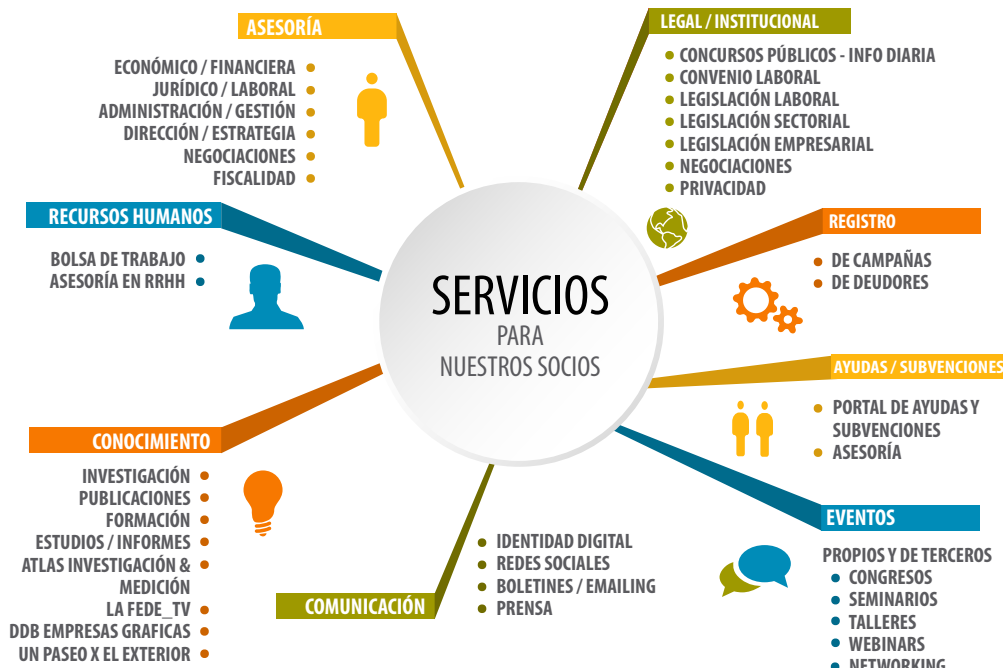 ASESORÍA
ECONÓMICO / FINANCIERA
JURÍDICO / LABORAL
ADMINISTRACIÓN / GESTIÓN
DIRECCIÓN / ESTRATEGIA
NEGOCIACIONES
FISCALIDAD
LEGAL / INSTITUCIONAL
CONCURSOS PÚBLICOS - INFO DIARIA
CONVENIO LABORAL
LEGISLACIÓN LABORAL
LEGISLACIÓN SECTORIAL
LEGISLACIÓN EMPRESARIAL
NEGOCIACIONES
PRIVACIDAD
RECURSOS HUMANOS
BOLSA DE TRABAJO
ASESORÍA EN RRHH
REGISTRO
DE CAMPAÑAS
DE DEUDORES
SERVICIOS
PARA
NUESTROS SOCIOS
AYUDAS / SUBVENCIONES
PORTAL DE AYUDAS Y
SUBVENCIONES
ASESORÍA
CONOCIMIENTO
INVESTIGACIÓN
PUBLICACIONES
FORMACIÓN
ESTUDIOS / INFORMES
ATLAS INVESTIGACIÓN &
MEDICIÓN
LA FEDE_TV
DDB EMPRESAS GRAFICAS
UN PASEO X EL EXTERIOR
COMUNICACIÓN
IDENTIDAD DIGITAL
REDES SOCIALES
BOLETINES / EMAILING
PRENSA
EVENTOS
PROPIOS Y DE TERCEROS
CONGRESOS
SEMINARIOS
TALLERES
WEBINARS
NETWORKING